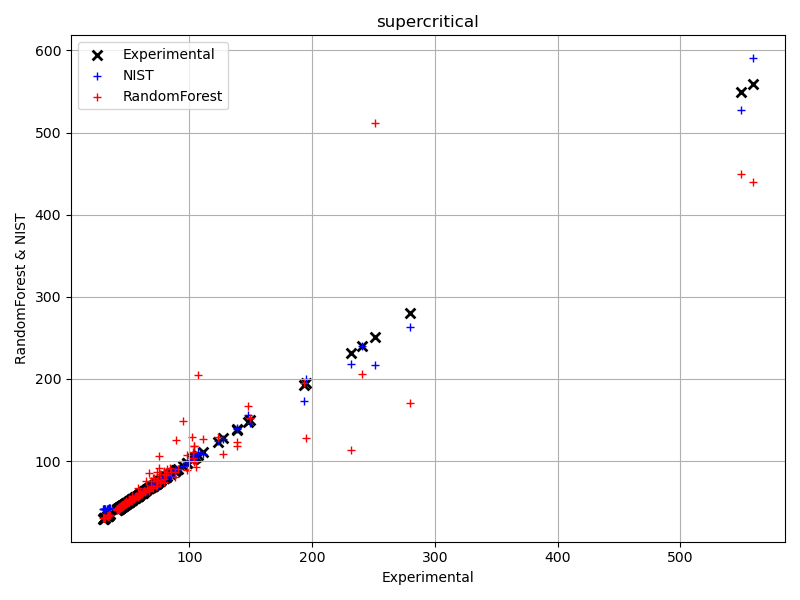 supercritical
Experimental
NIST
RandomForest
600
500
400
300
200
100
RandomForest & NIST
100 200 300 400 500
Experimental